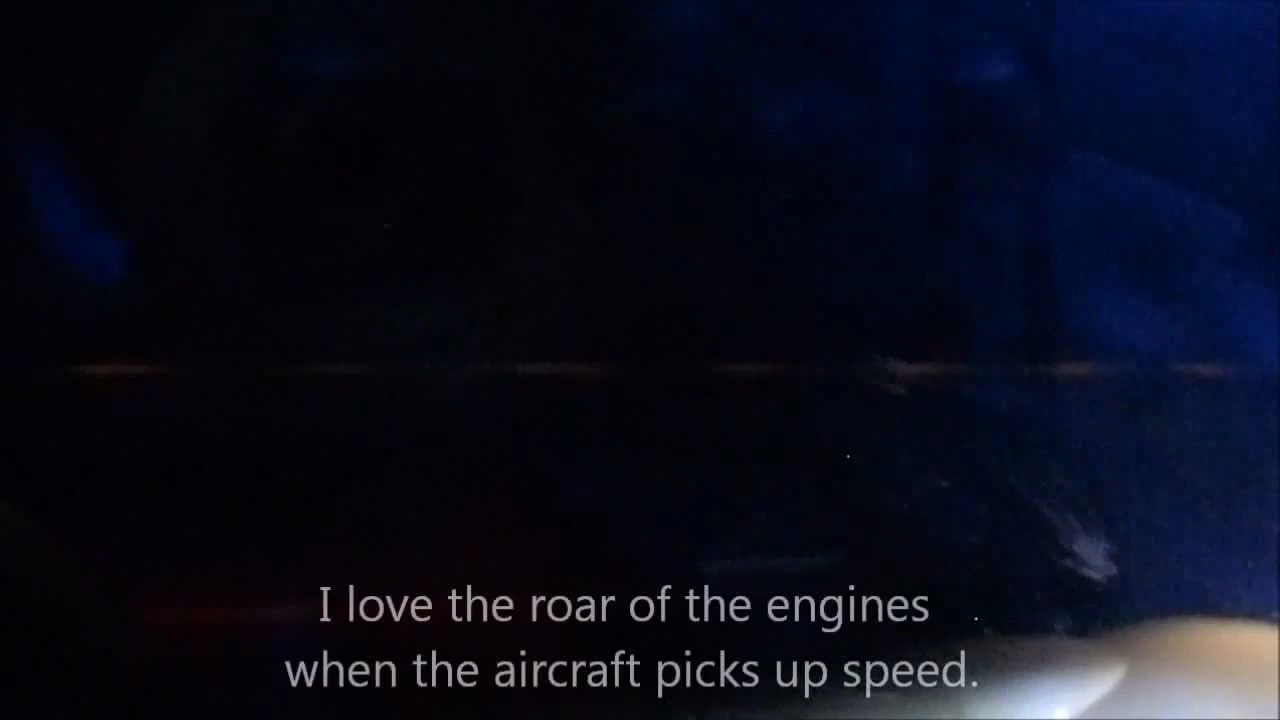 I love the roar of the engines
when the aircraft picks up speed.